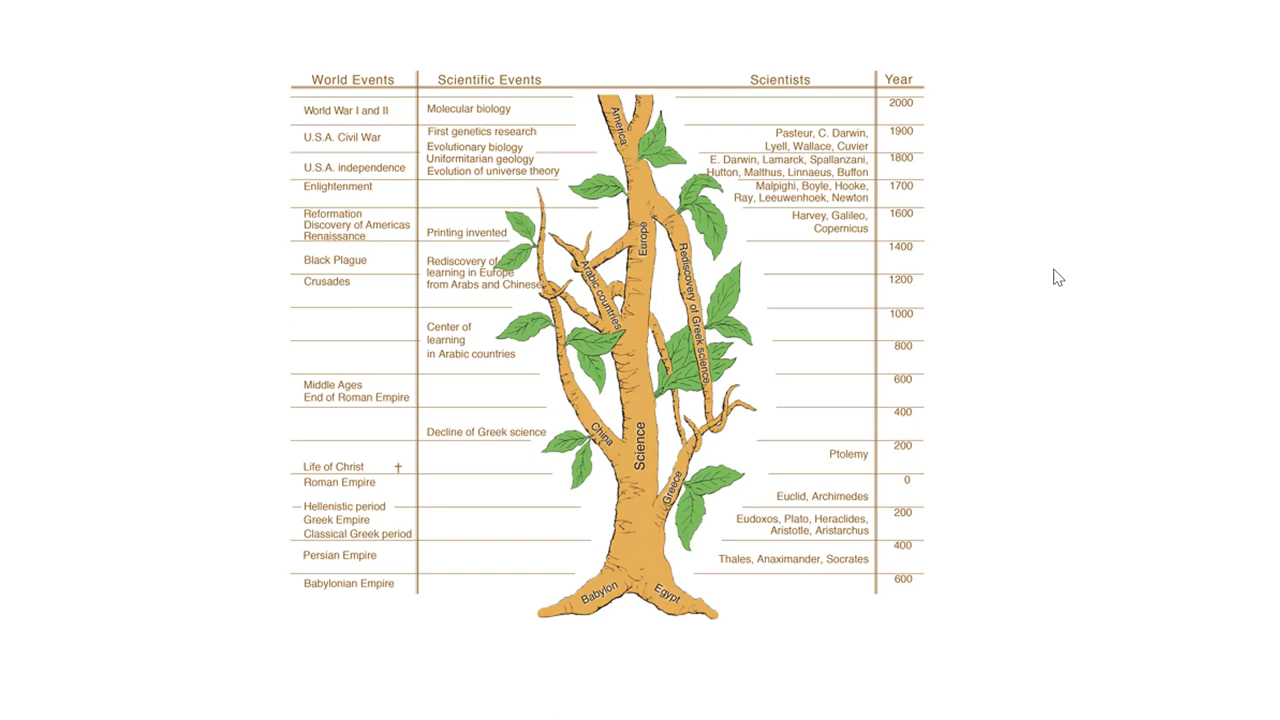 World Events
Scientific Events
Scientists
Year
World War I and II
U.S.A. Civil War
U.S.A. independence
Enlightenment
Reformation
Discovery of Americas
Renaissance
Black Plague
Crusades
Middle Ages
End of Roman Empire
Life of Christ
Roman Empire
Hellenistic period
Greek Empire
Classical Greek period
Persian Empire
Babylonian Empire
Molecular biology
First genetics research
Evolutionary biology
Uniformitarian geology
Evolution of universe theory
Printing invented
Rediscovery of
learning in Europe
from Arabs and Chinese
Center of
learning
in Arabic countries
Decline of Greek science
America
Europe
Arabic countries
Rediscovery of Greek science
China
Science
Greece
Babylon
Egypt
Pasteur, C. Darwin,
Lyell, Wallace, Cuvier
E. Darwin, Lamarck, Spallanzani,
Hutton, Malthus, Linnaeus, Buffon
Malpighi, Boyle, Hooke,
Ray, Leeuwenhoek, Newton
Harvey, Galileo,
Copernicus
Ptolemy
Euclid, Archimedes
Eudoxos, Plato, Heraclides,
Aristotle, Aristarchus
Thales, Anaximander, Socrates
2000
1900
1800
1700
1600
1400
1200
1000
800
600
400
200
0
200
400
600